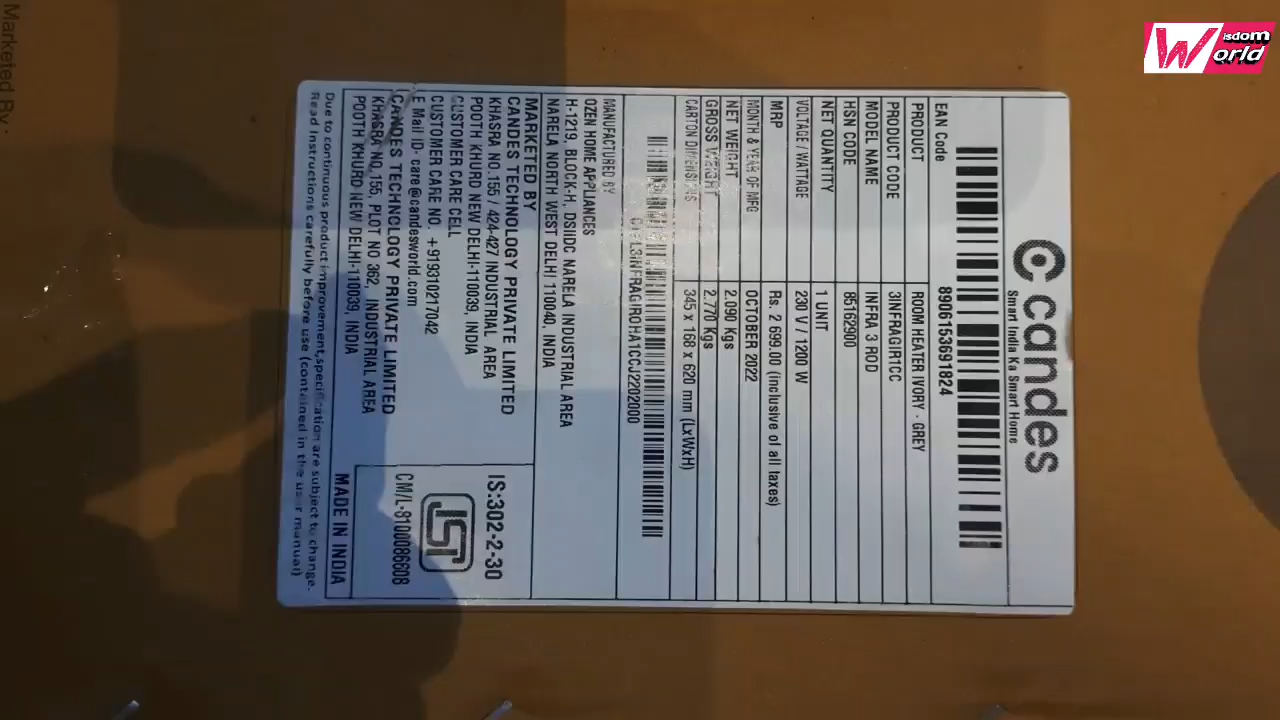 candes
Smart India Ka Smart Home
EAN Code 8906153691824
PRODUCT ROOM HEATER IVORY - GREY
PRODUCT CODE 3INFRAGIR1CC
MODEL NAME INFRA 3 ROD
HSN CODE 85162900
NET QUANTITY 1 UNIT
VOLTAGE / WATTAGE 230 V / 1200 W
MRP Rs. 2 699.00 (inclusive of all taxes)
MONTH & YEAR OF MFG OCTOBER 2022
NET WEIGHT 2.090 Kgs
GROSS WEIGHT 2.770 Kgs
CARTON DIMENSIONS 345 x 168 x 620 mm (LxWxH)
MANUFACTURED BY
OZEN HOME APPLIANCES
H-1219, BLOCK-H, DSIIDC NARELA INDUSTRIAL AREA
NARELA NORTH WEST DELHI 110040, INDIA
MARKETED BY
CANDES TECHNOLOGY PRIVATE LIMITED
KHASRA NO.155 / 424-427 INDUSTRIAL AREA
POOTH KHURD NEW DELHI-110039, INDIA
CUSTOMER CARE CELL
CUSTOMER CARE NO. +919310217042
E Mail ID- care@candesworld.com
CANDES TECHNOLOGY PRIVATE LIMITED
KHASRA NO.155, PLOT NO 362, INDUSTRIAL AREA
POOTH KHURD NEW DELHI-110039, INDIA
IS:302-2-30
ISI
CM/L-8100086608
MADE IN INDIA
Due to continuous product improvement,specification are subject to change.
Read Instructions carefully before use (contained in the user manual)
Marketed By :
Wisdom
World